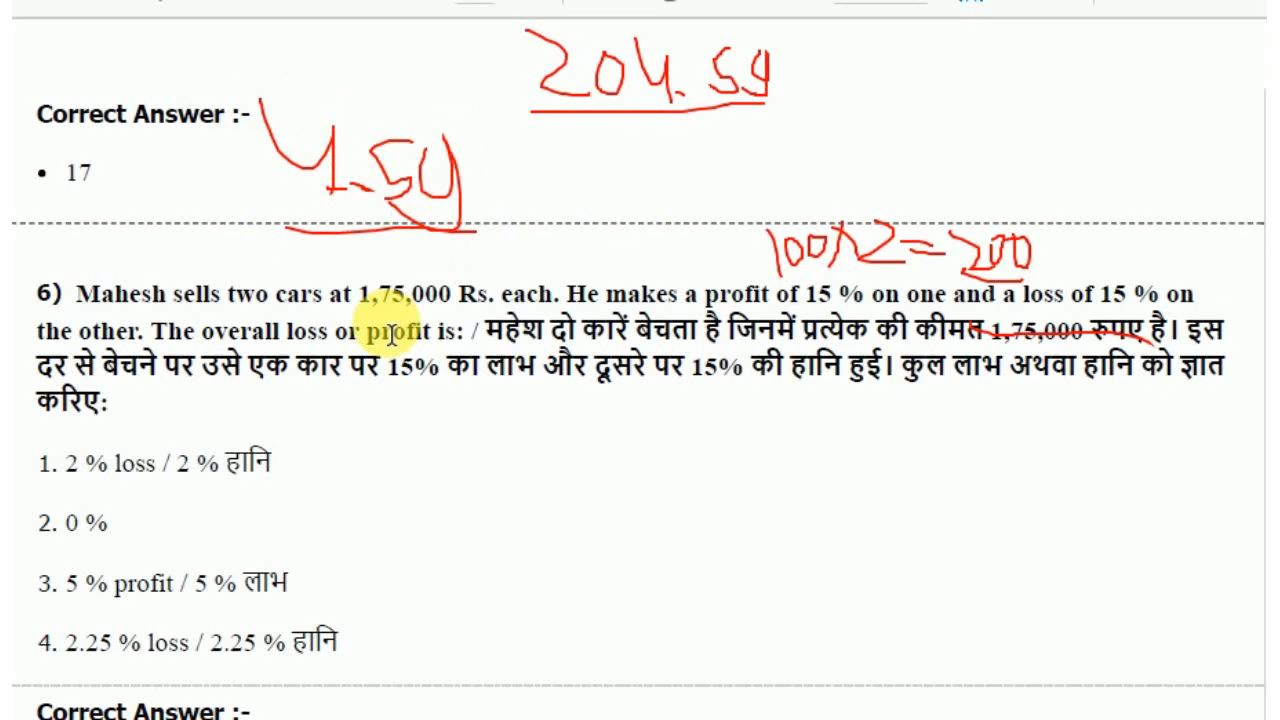 204.59
Correct Answer :-
4.59
• 17
100×2=200
6) Mahesh sells two cars at 1,75,000 Rs. each. He makes a profit of 15 % on one and a loss of 15 % on
the other. The overall loss or profit is: / महेश दो कारें बेचता है जिनमें प्रत्येक की कीमत 1,75,000 रुपए है। इस
दर से बेचने पर उसे एक कार पर 15% का लाभ और दूसरे पर 15% की हानि हुई। कुल लाभ अथवा हानि को ज्ञात
करिए:
1. 2 % loss / 2 % हानि
2. 0 %
3. 5 % profit / 5 % लाभ
4. 2.25 % loss / 2.25 % हानि
Correct Answer :-